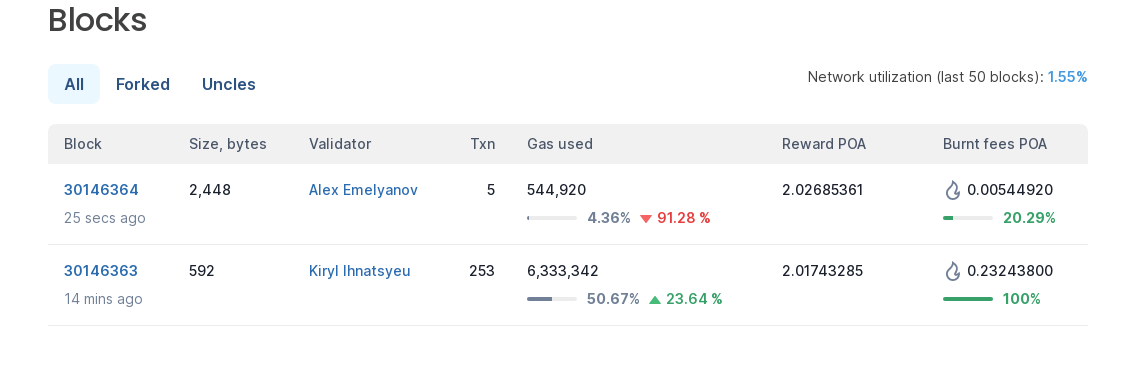 Blocks
All Forked Uncles Network utilization (last 50 blocks): 1.55%
Block Size, bytes Validator Txn Gas used Reward POA Burnt fees POA
30146364 2,448 Alex Emelyanov 5 544,920 2.02685361 0.00544920
25 secs ago 4.36% 91.28 % 20.29%
30146363 592 Kiryl Ihnatsyeu 253 6,333,342 2.01743285 0.23243800
14 mins ago 50.67% 23.64 % 100%